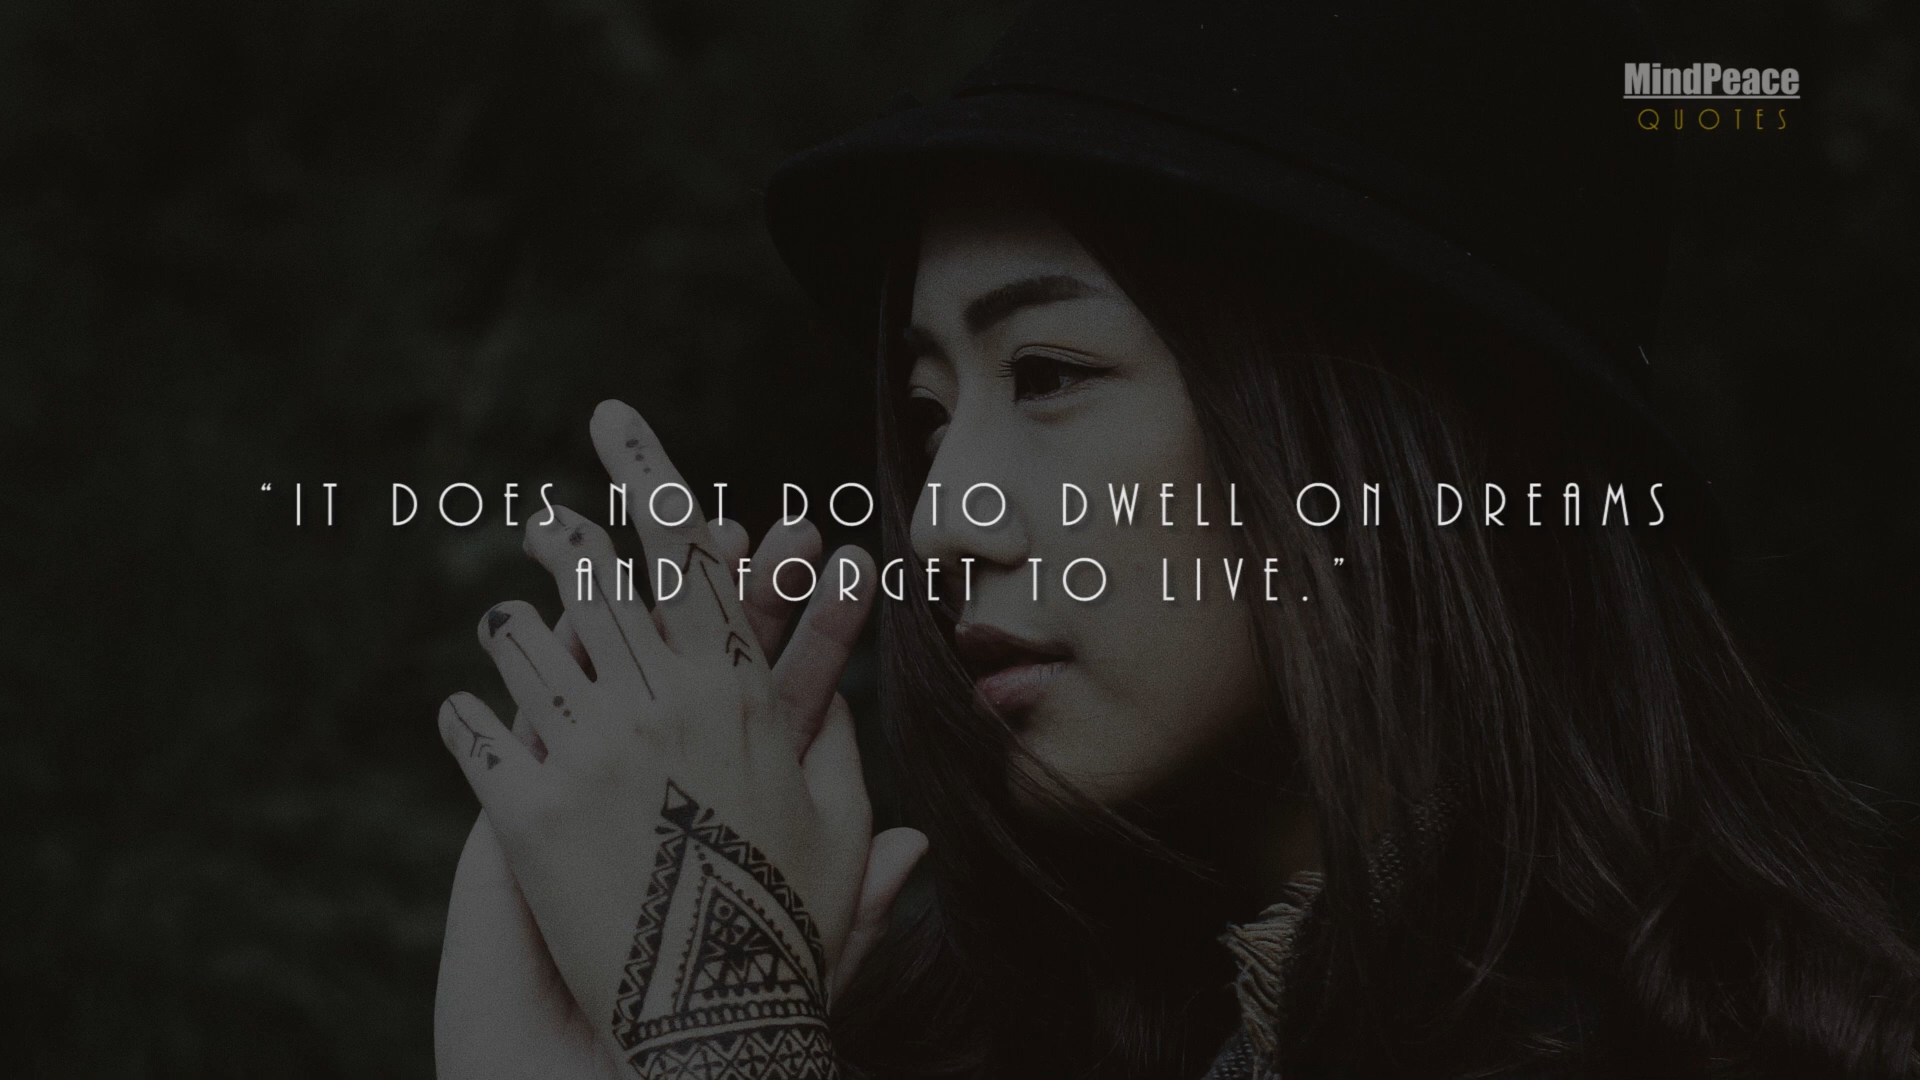 MindPeace
QUOTES
“IT DOES NOT DO TO DWELL ON DREAMS
AND FORGET TO LIVE.”